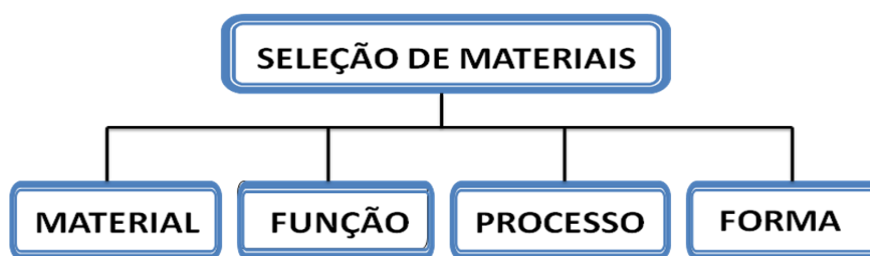 SELEÇÃO DE MATERIAIS
MATERIAL
FUNÇÃO
PROCESSO
FORMA